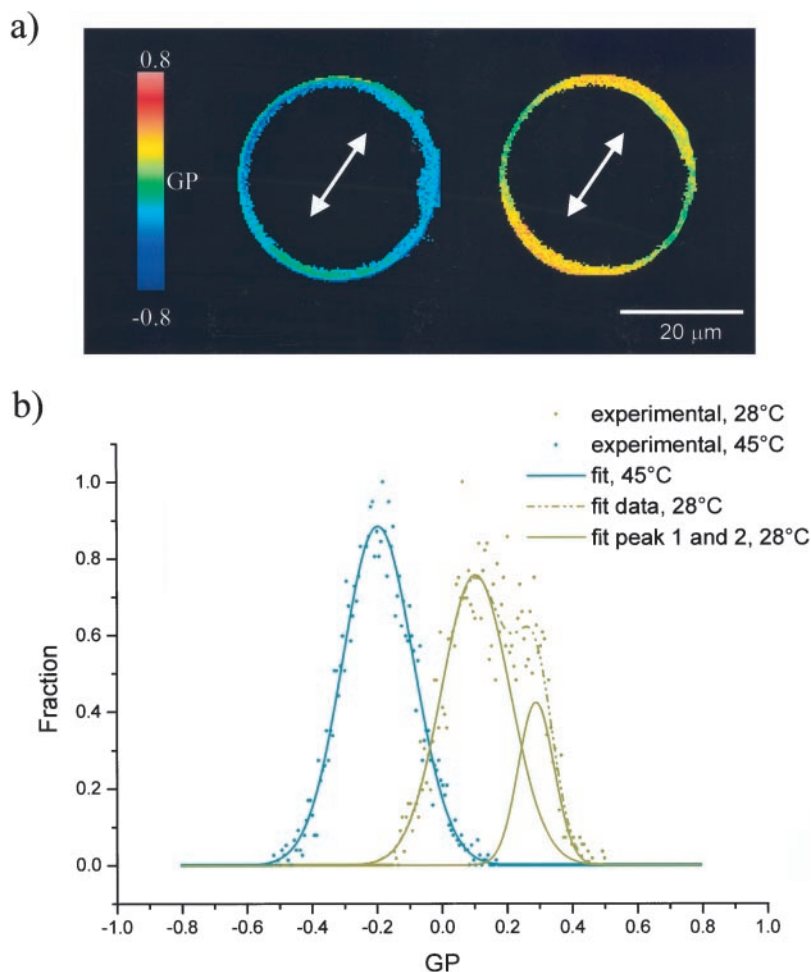 a)
0.8
GP
-0.8
20 µm
b)
experimental, 28°C
experimental, 45°C
fit, 45°C
fit data, 28°C
fit peak 1 and 2, 28°C
1.0
0.8
0.6
0.4
0.2
0.0
Fraction
-1.0 -0.8 -0.6 -0.4 -0.2 0.0 0.2 0.4 0.6 0.8 1.0
GP